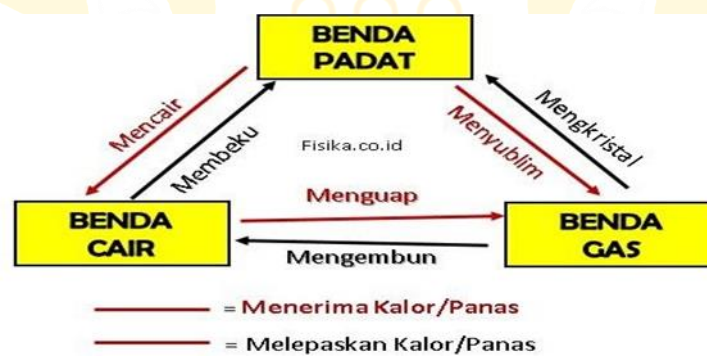 BENDA
PADAT
Mencair
Membeku
Fisika.co.id
Menyublim
Mengkristal
BENDA
CAIR
Menguap
Mengembun
BENDA
GAS
= Menerima Kalor/Panas
= Melepaskan Kalor/Panas